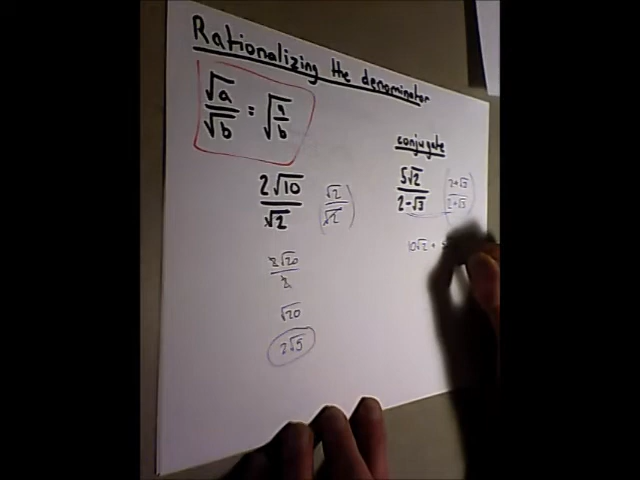 Rationalizing the denominator
√a/√b = √(a/b)
2√10/√2 (√2/√2)
2√20/2
√20
2√5
conjugate
5√2/(2-√3) (2+√3/2+√3)
10√2 +